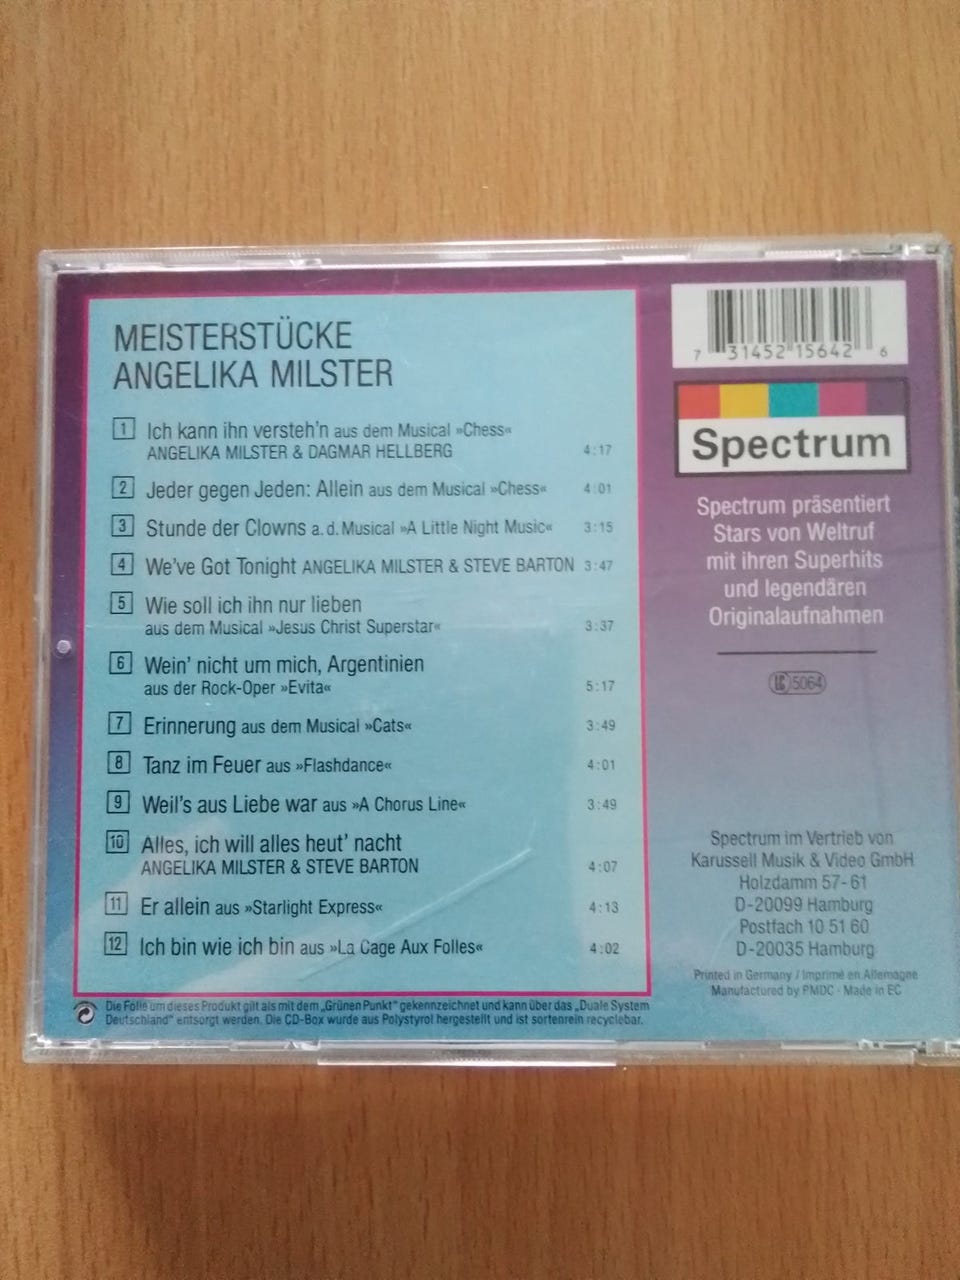 MEISTERSTÜCKE
ANGELIKA MILSTER
1 Ich kann ihn versteh'n aus dem Musical »Chess«
ANGELIKA MILSTER & DAGMAR HELLBERG 4:17
2 Jeder gegen Jeden: Allein aus dem Musical »Chess« 4:01
3 Stunde der Clowns a.d. Musical »A Little Night Music« 3:15
4 We've Got Tonight ANGELIKA MILSTER & STEVE BARTON 3:47
5 Wie soll ich ihn nur lieben
aus dem Musical »Jesus Christ Superstar« 3:37
6 Wein' nicht um mich, Argentinien
aus der Rock-Oper »Evita« 5:17
7 Erinnerung aus dem Musical »Cats« 3:49
8 Tanz im Feuer aus »Flashdance« 4:01
9 Weil's aus Liebe war aus »A Chorus Line« 3:49
10 Alles, ich will alles heut' nacht
ANGELIKA MILSTER & STEVE BARTON 4:07
11 Er allein aus »Starlight Express« 4:13
12 Ich bin wie ich bin aus »La Cage Aux Folles« 4:02
Die Folie um dieses Produkt gilt als mit dem „Grünen Punkt" gekennzeichnet und kann über das „Duale System
Deutschland" entsorgt werden. Die CD-Box wurde aus Polystyrol hergestellt und ist sortenrein recyclebar.
7 31452 15642 6
Spectrum
Spectrum präsentiert
Stars von Weltruf
mit ihren Superhits
und legendären
Originalaufnahmen
LC 5064
Spectrum im Vertrieb von
Karussell Musik & Video GmbH
Holzdamm 57-61
D-20099 Hamburg
Postfach 10 51 60
D-20035 Hamburg
Printed in Germany / Imprimé en Allemagne
Manufactured by PMDC · Made in EC